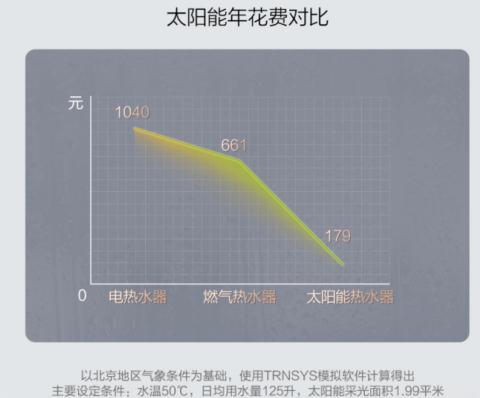 太阳能年花费对比
元
1040
661
179
0 电热水器 燃气热水器 太阳能热水器
以北京地区气象条件为基础，使用TRNSYS模拟软件计算得出
主要设定条件：水温50℃，日均用水量125升，太阳能采光面积1.99平米